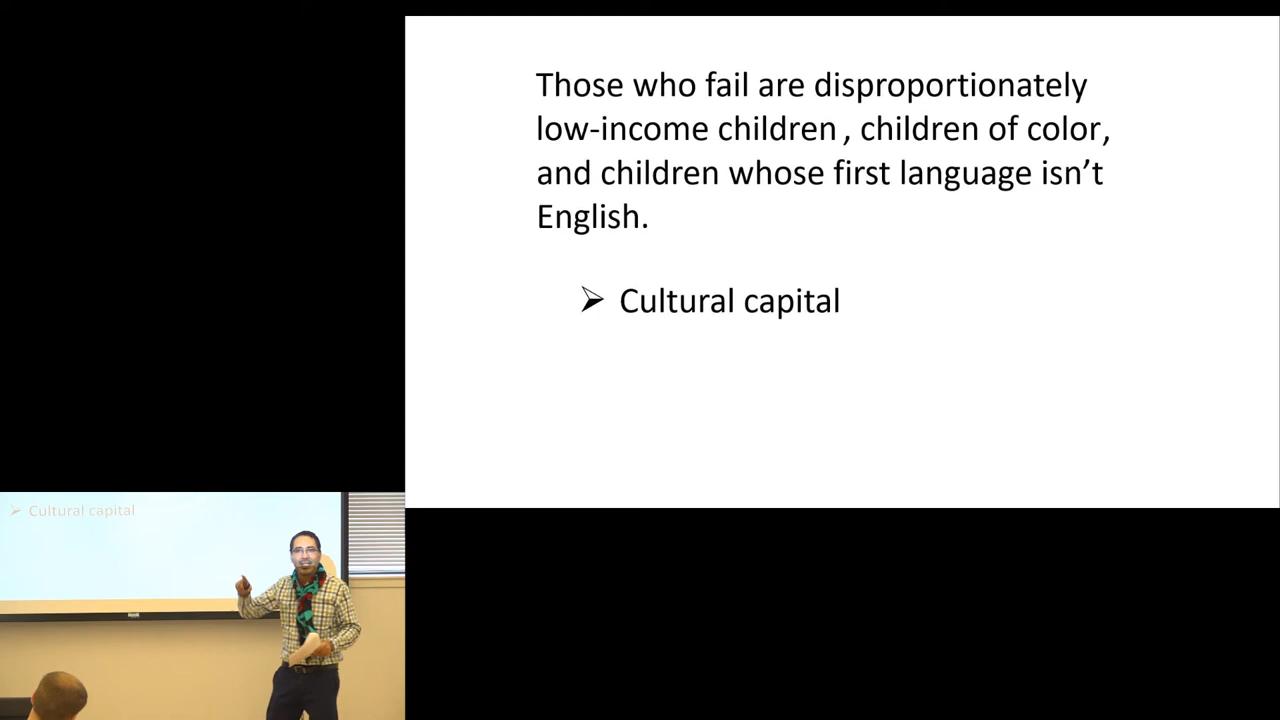 Those who fail are disproportionately
low-income children , children of color,
and children whose first language isn’t
English.
➢ Cultural capital
➢ Cultural capital